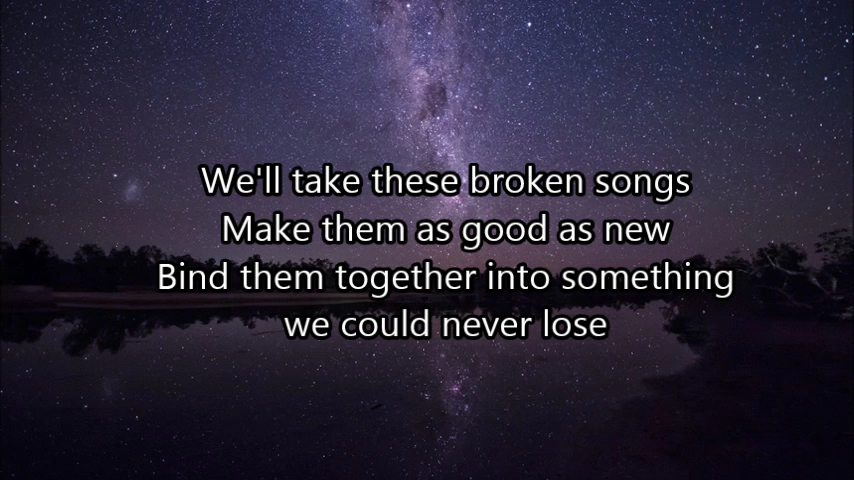 We'll take these broken songs
Make them as good as new
Bind them together into something
we could never lose